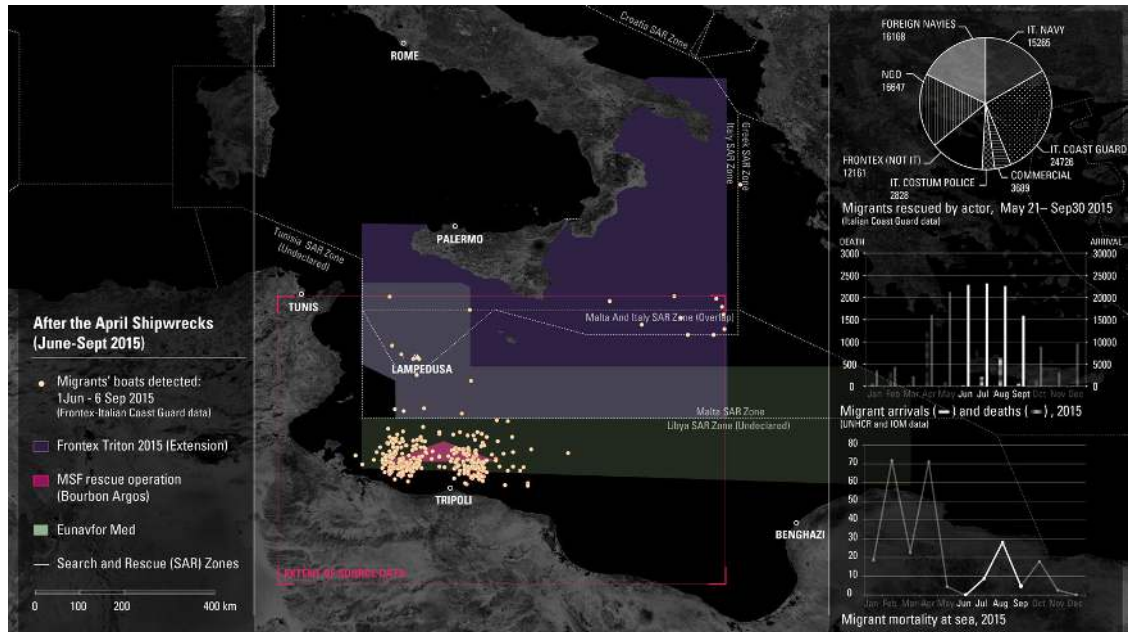 After the April Shipwrecks
(June-Sept 2015)
Migrants' boats detected:
1Jun - 6 Sep 2015
(Frontex-Italian Coast Guard data)
Frontex Triton 2015 (Extension)
MSF rescue operation
(Bourbon Argos)
Eunavfor Med
Search and Rescue (SAR) Zones
0 100 200 400 km
Croatia SAR Zone
ROME
Italy SAR Zone
Greek SAR Zone
PALERMO
Tunisia SAR Zone
(Undeclared)
TUNIS
Malta And Italy SAR Zone (Overlap)
LAMPEDUSA
Malta SAR Zone
Libya SAR Zone (Undeclared)
TRIPOLI
BENGHAZI
EXTENT OF SOURCE DATA
FOREIGN NAVIES
16168
IT. NAVY
15265
NGO
16647
FRONTEX (NOT IT)
12161
IT. COAST GUARD
24726
IT. COSTUM POLICE
2828
COMMERCIAL
3689
Migrants rescued by actor, May 21– Sep30 2015
(Italian Coast Guard data)
DEATH ARRIVAL
3000 30000
2500 25000
2000 20000
1500 15000
1000 10000
500 5000
0 0
Jan Feb Mar Apr May Jun Jul Aug Sept Oct Nov Dec
Migrant arrivals ( ) and deaths ( ) , 2015
(UNHCR and IOM data)
80
70
60
50
40
30
20
10
0
Jan Feb Mar Apr May Jun Jul Aug Sep Oct Nov Dec
Migrant mortality at sea, 2015